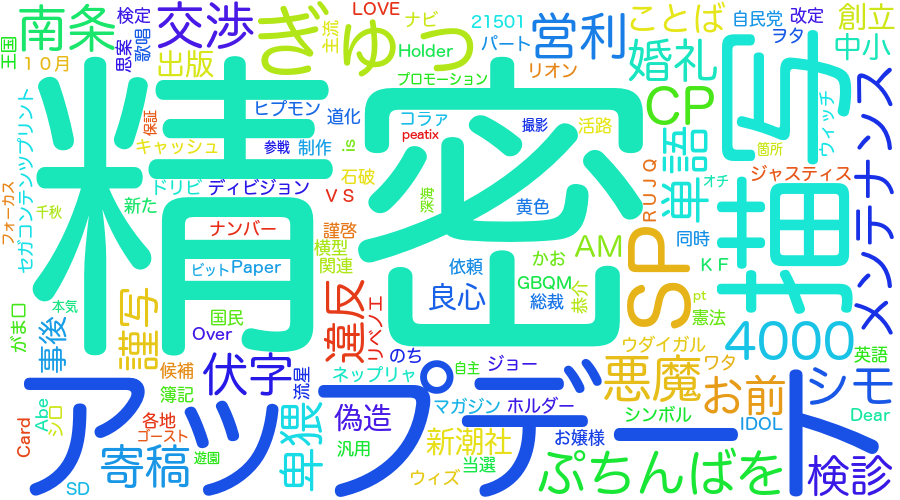 精密
アップデート
描写
ぎゅっ
SP
CP
4000
メンテナンス
ぷちんばを
悪魔
お前
シモ
検診
南条
交渉
営利
ことば
婚礼
創立
中小
単語
AM
違反
良心
伏字
寄稿
卑猥
偽造
新潮社
謹写
事後
出版
王国
10月
思案
検定
歌唱
主流
LOVE
ナビ
Holder
21501
パート
自民党
改定
ヲタ
リオン
プロモーション
ヒプモン
道化
コラァ
peatix
撮影
活路
is
保証
参戦
制作
キャッシュ
ドリビ
ディビジョン
石破
VS
深海
黄色
新た
ナンバー
謹啓
横型
関連
ビット
Paper
依頼
かお
GBQM
総裁
恭介
国民
Over
リベンエ
のち
ネップリャ
自主
ジョー
マガジン
ホルダー
お嬢様
ウィズ
当選
汎用
流星
候補
簿記
各地
ゴースト
遊園
Card
Abe
シロ
SD
がま口
本気
千秋
フォーカス
セガコンテンツプリント
RUJQ
同時
KF
pt
憲法
オチ
ジャスティス
ウィッチ
箇所
ウダイガル
ワタ
シンボル
IDOL
英語
Dear